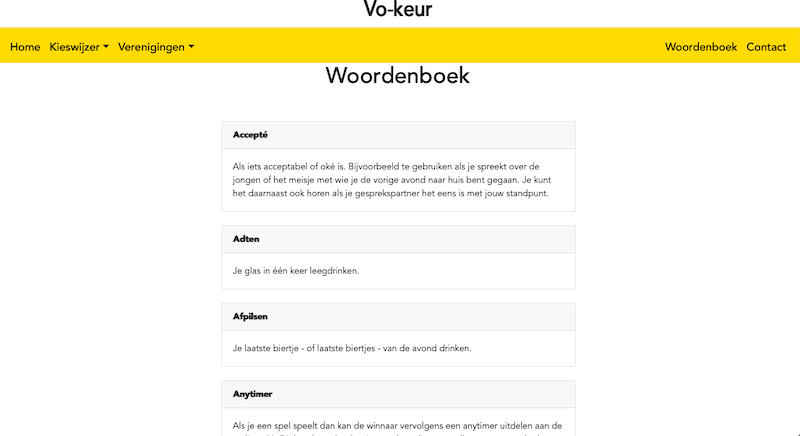 Vo-keur
Home Kieswijzer Verenigingen Woordenboek Contact
Woordenboek
Accepté
Als iets acceptabel of oké is. Bijvoorbeeld te gebruiken als je spreekt over de
jongen of het meisje met wie je de vorige avond naar huis bent gegaan. Je kunt
het daarnaast ook horen als je gesprekspartner het eens is met jouw standpunt.
Adten
Je glas in één keer leegdrinken.
Afpilsen
Je laatste biertje - of laatste biertjes - van de avond drinken.
Anytimer
Als je een spel speelt dan kan de winnaar vervolgens een anytimer uitdelen aan de